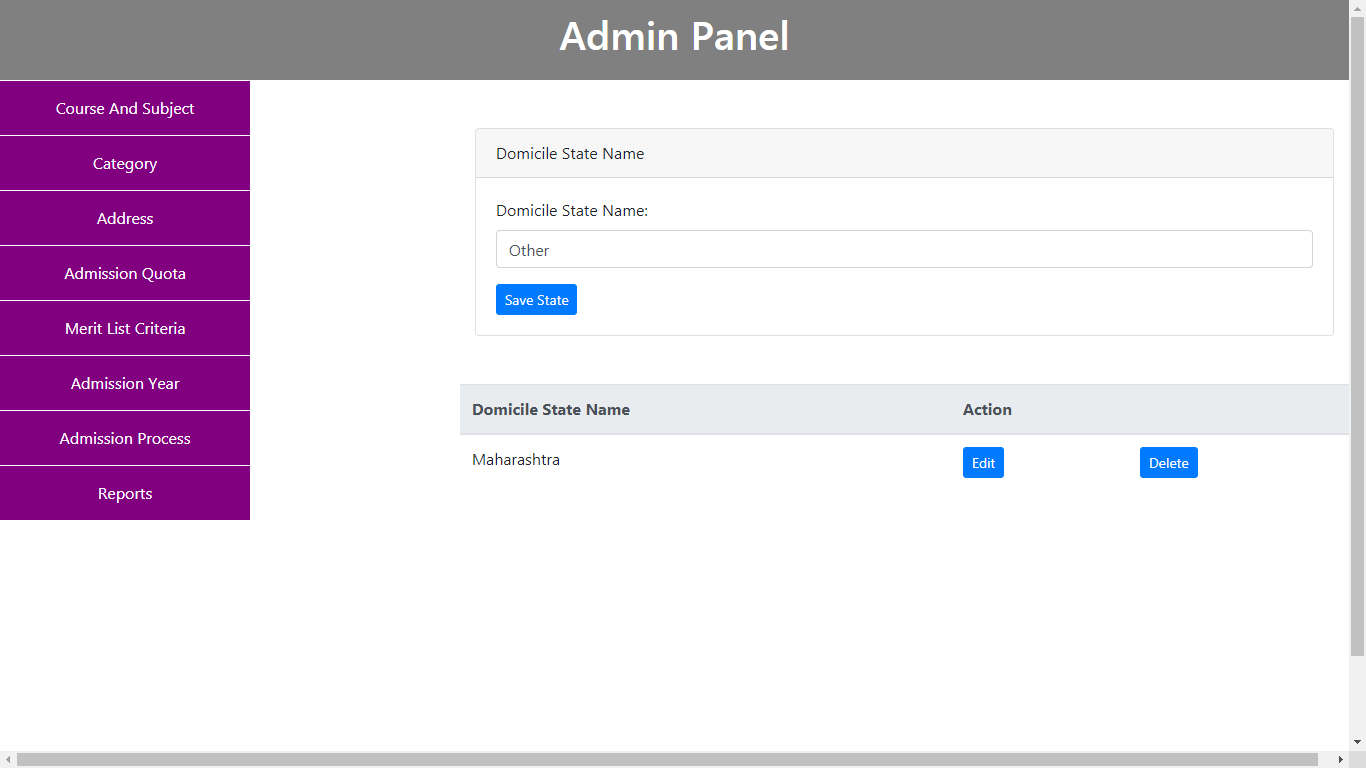 Admin Panel
Course And Subject
Category
Address
Admission Quota
Merit List Criteria
Admission Year
Admission Process
Reports
Domicile State Name
Domicile State Name:
Other
Save State
Domicile State Name Action
Maharashtra Edit Delete